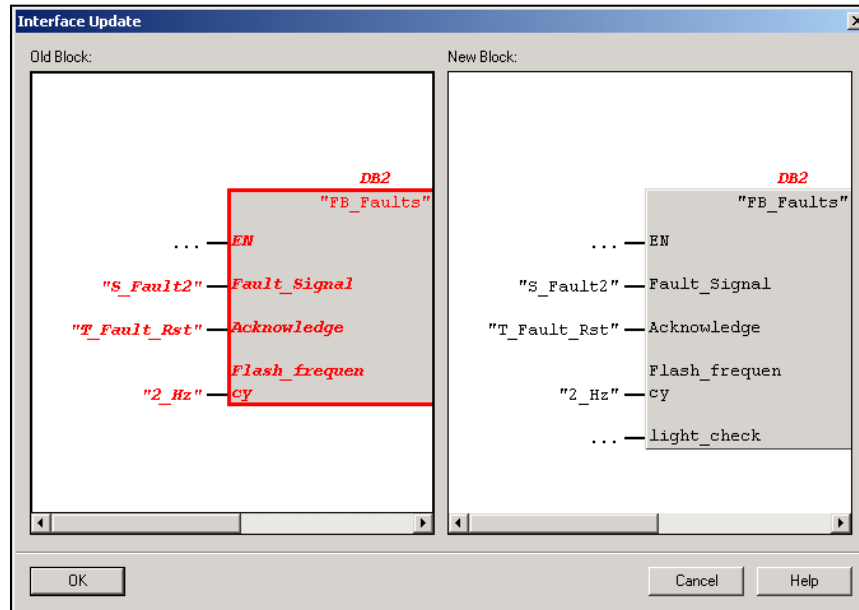 Interface Update
Old Block:
DB2
"FB_Faults"
... EN
"S_Fault2" Fault_Signal
"T_Fault_Rst" Acknowledge
Flash_frequen
"2_Hz" cy
New Block:
DB2
"FB_Faults"
... EN
"S_Fault2" Fault_Signal
"T_Fault_Rst" Acknowledge
Flash_frequen
"2_Hz" cy
... light_check
OK
Cancel
Help